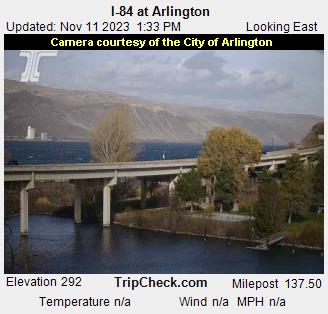 I-84 at Arlington
Updated: Nov 11 2023 1:33 PM Looking East
Camera courtesy of the City of Arlington
Elevation 292 TripCheck.com Milepost 137.50
Temperature n/a Wind n/a MPH n/a